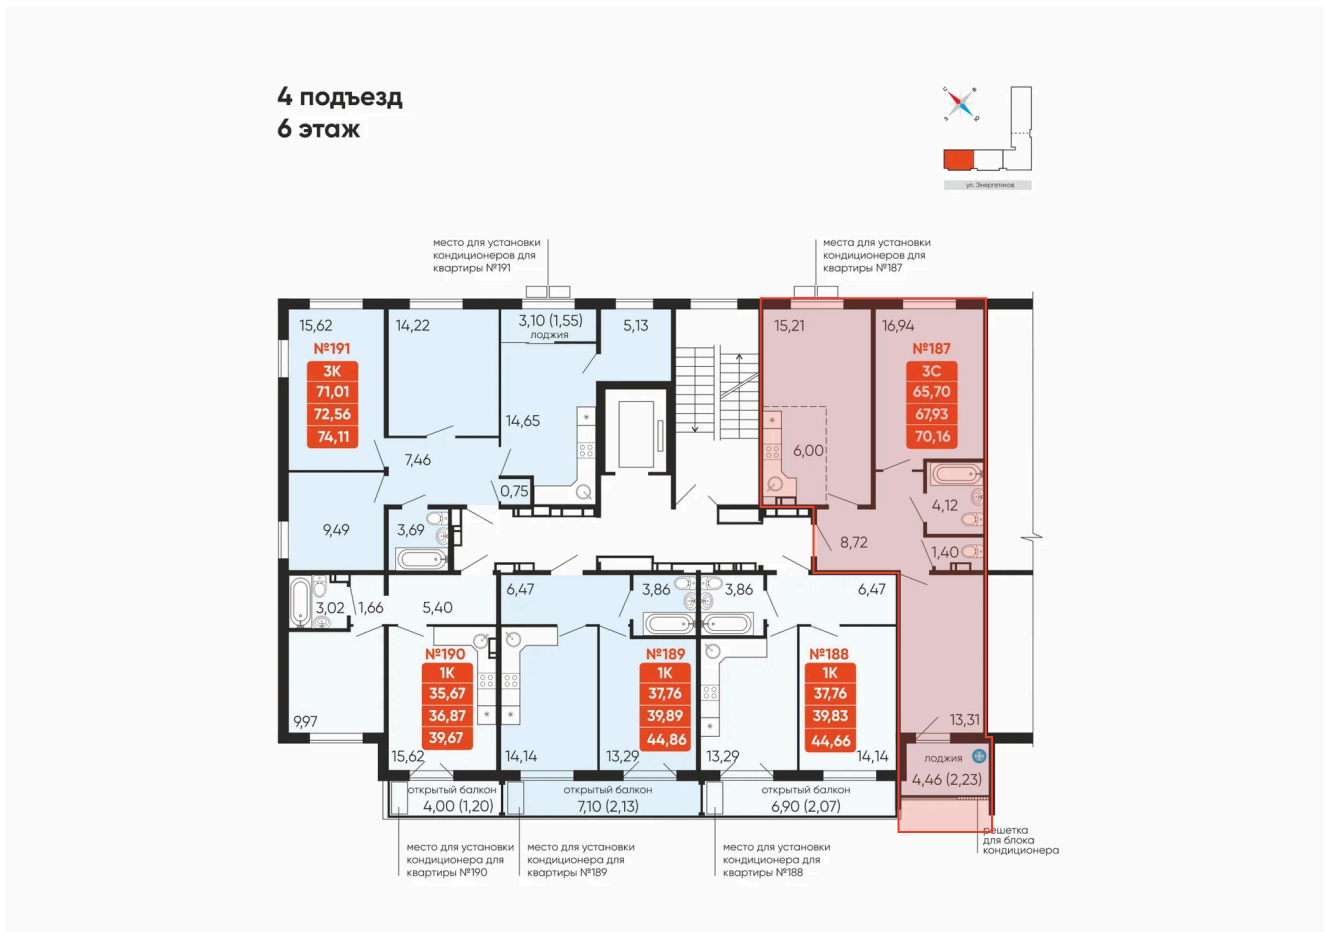 4 подъезд
6 этаж
С
В
З
Ю
ул. Энергетиков
место для установки
кондиционеров для
квартиры №191
места для установки
кондиционеров для
квартиры №187
15,62
№191
3К
71,01
72,56
74,11
14,22
3,10 (1,55)
лоджия
5,13
14,65
7,46
0,75
9,49
3,69
15,21
6,00
16,94
№187
3С
65,70
67,93
70,16
4,12
8,72
1,40
13,31
лоджия
4,46 (2,23)
3,02
1,66
5,40
9,97
№190
1К
35,67
36,87
39,67
15,62
открытый балкон
4,00 (1,20)
6,47
3,86
№189
1К
37,76
39,89
44,86
14,14
13,29
открытый балкон
7,10 (2,13)
3,86
6,47
№188
1К
37,76
39,83
44,66
13,29
14,14
открытый балкон
6,90 (2,07)
место для установки
кондиционера для
квартиры №190
место для установки
кондиционера для
квартиры №189
место для установки
кондиционера для
квартиры №188
решетка
для блока
кондиционера